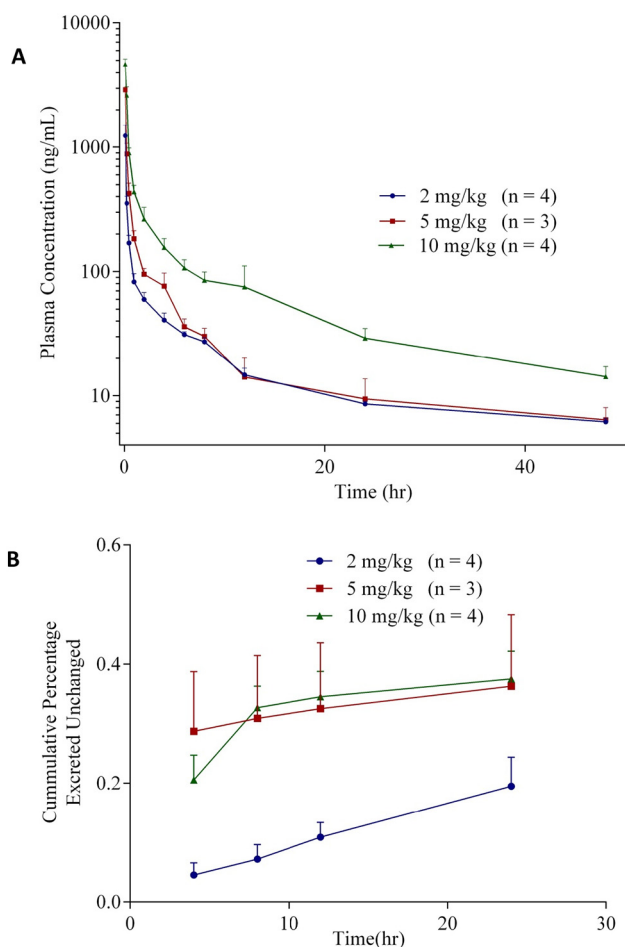 A
10000
1000
100
10
Plasma Concentration (ng/mL)
2 mg/kg (n = 4)
5 mg/kg (n = 3)
10 mg/kg (n = 4)
0
20
40
Time (hr)
B
0.6
0.4
0.2
0.0
Cummulative Percentage
Excreted Unchanged
2 mg/kg (n = 4)
5 mg/kg (n = 3)
10 mg/kg (n = 4)
0
10
20
30
Time(hr)